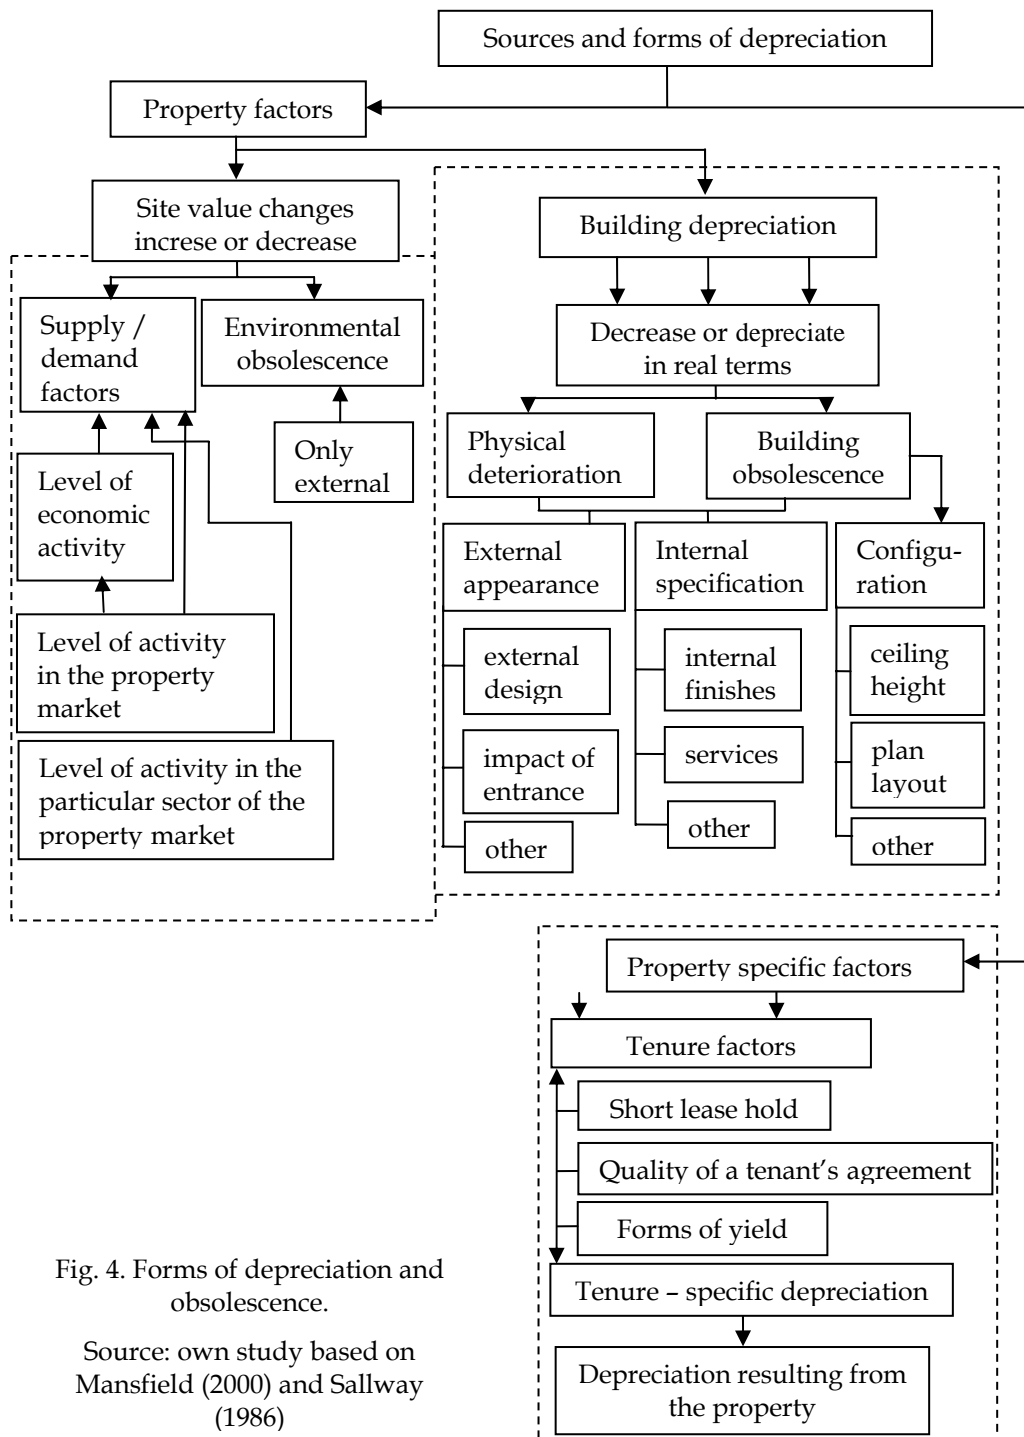 Sources and forms of depreciation
Property factors
Site value changes
increse or decrease
Building depreciation
Supply /
demand
factors
Environmental
obsolescence
Decrease or depreciate
in real terms
Only
external
Physical
deterioration
Building
obsolescence
Level of
economic
activity
External
appearance
Internal
specification
Configu-
ration
Level of activity
in the property
market
external
design
internal
finishes
ceiling
height
Level of activity in the
particular sector of the
property market
impact of
entrance
services
plan
layout
other
other
other
Property specific factors
Tenure factors
Short lease hold
Quality of a tenant's agreement
Forms of yield
Tenure – specific depreciation
Depreciation resulting from
the property
Fig. 4. Forms of depreciation and
obsolescence.
Source: own study based on
Mansfield (2000) and Sallway
(1986)